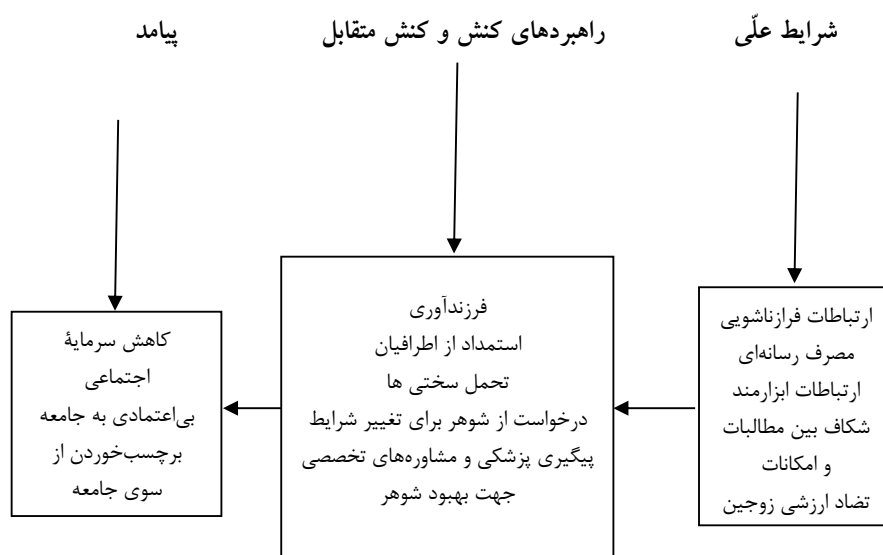 شرایط علّی
راهبردهای کنش و کنش متقابل
پیامد
ارتباطات فرازناشویی
مصرف رسانه‌ای
ارتباطات ابزارمند
شکاف بین مطالبات
و امکانات
تضاد ارزشی زوجین
فرزندآوری
استمداد از اطرافیان
تحمل سختی ها
درخواست از شوهر برای تغییر شرایط
پیگیری پزشکی و مشاوره‌های تخصصی
جهت بهبود شوهر
کاهش سرمایۀ
اجتماعی
بی‌اعتمادی به جامعه
برچسب‌خوردن از
سوی جامعه